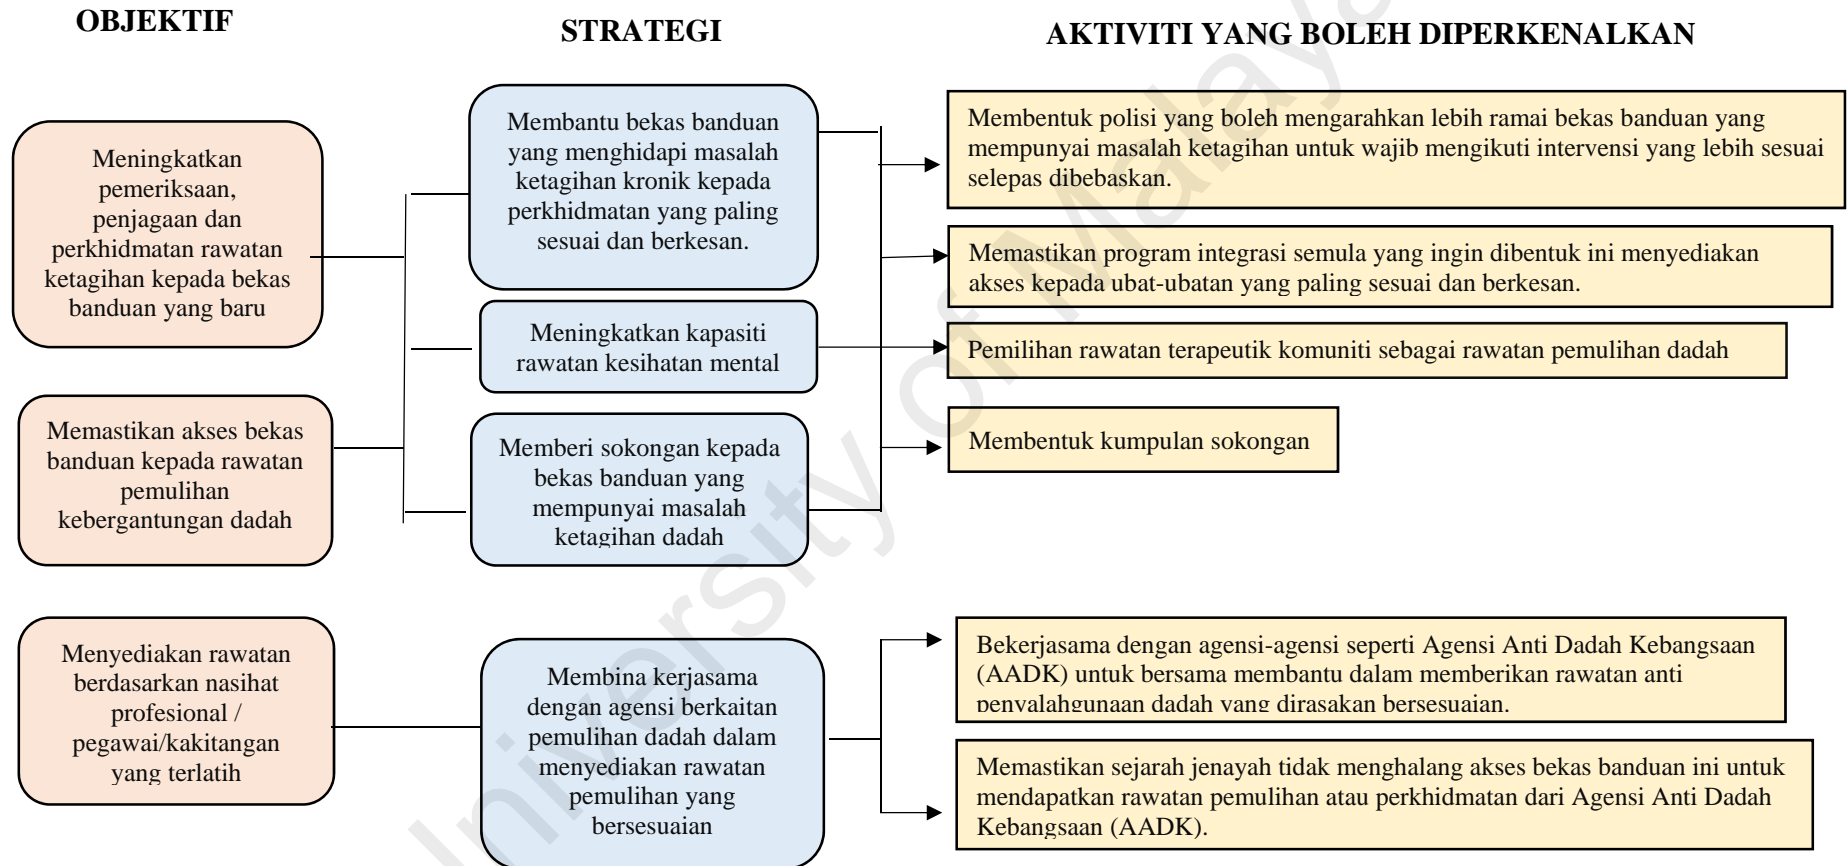 OBJEKTIF
STRATEGI
AKTIVITI YANG BOLEH DIPERKENALKAN
Meningkatkan
pemeriksaan,
penjagaan dan
perkhidmatan rawatan
ketagihan kepada bekas
banduan yang baru
Memastikan akses bekas
banduan kepada rawatan
pemulihan
kebergantungan dadah
Menyediakan rawatan
berdasarkan nasihat
profesional /
pegawai/kakitangan
yang terlatih
Membantu bekas banduan
yang menghidapi masalah
ketagihan kronik kepada
perkhidmatan yang paling
sesuai dan berkesan.
Meningkatkan kapasiti
rawatan kesihatan mental
Memberi sokongan kepada
bekas banduan yang
mempunyai masalah
ketagihan dadah
Membina kerjasama
dengan agensi berkaitan
pemulihan dadah dalam
menyediakan rawatan
pemulihan yang
bersesuaian
Membentuk polisi yang boleh mengarahkan lebih ramai bekas banduan yang
mempunyai masalah ketagihan untuk wajib mengikuti intervensi yang lebih sesuai
selepas dibebaskan.
Memastikan program integrasi semula yang ingin dibentuk ini menyediakan
akses kepada ubat-ubatan yang paling sesuai dan berkesan.
Pemilihan rawatan terapeutik komuniti sebagai rawatan pemulihan dadah
Membentuk kumpulan sokongan
Bekerjasama dengan agensi-agensi seperti Agensi Anti Dadah Kebangsaan
(AADK) untuk bersama membantu dalam memberikan rawatan anti
penyalahgunaan dadah yang dirasakan bersesuaian.
Memastikan sejarah jenayah tidak menghalang akses bekas banduan ini untuk
mendapatkan rawatan pemulihan atau perkhidmatan dari Agensi Anti Dadah
Kebangsaan (AADK).
University of Malaya